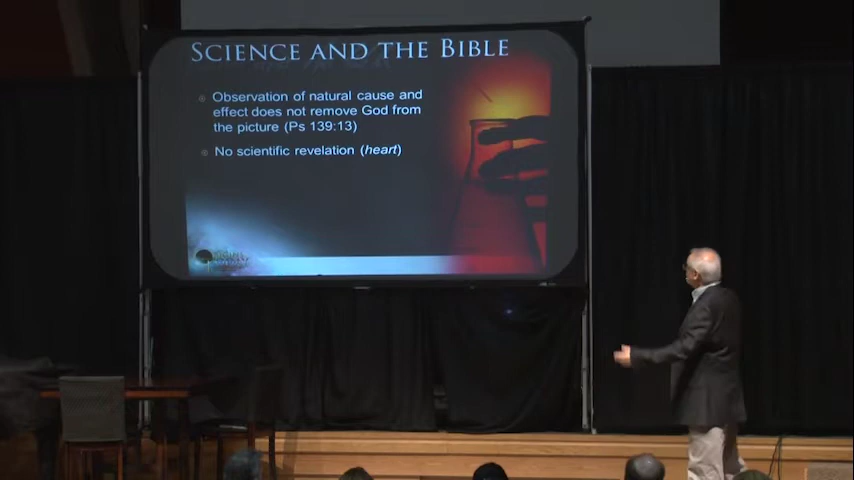 SCIENCE AND THE BIBLE
Observation of natural cause and
effect does not remove God from
the picture (Ps 139:13)
No scientific revelation (heart)